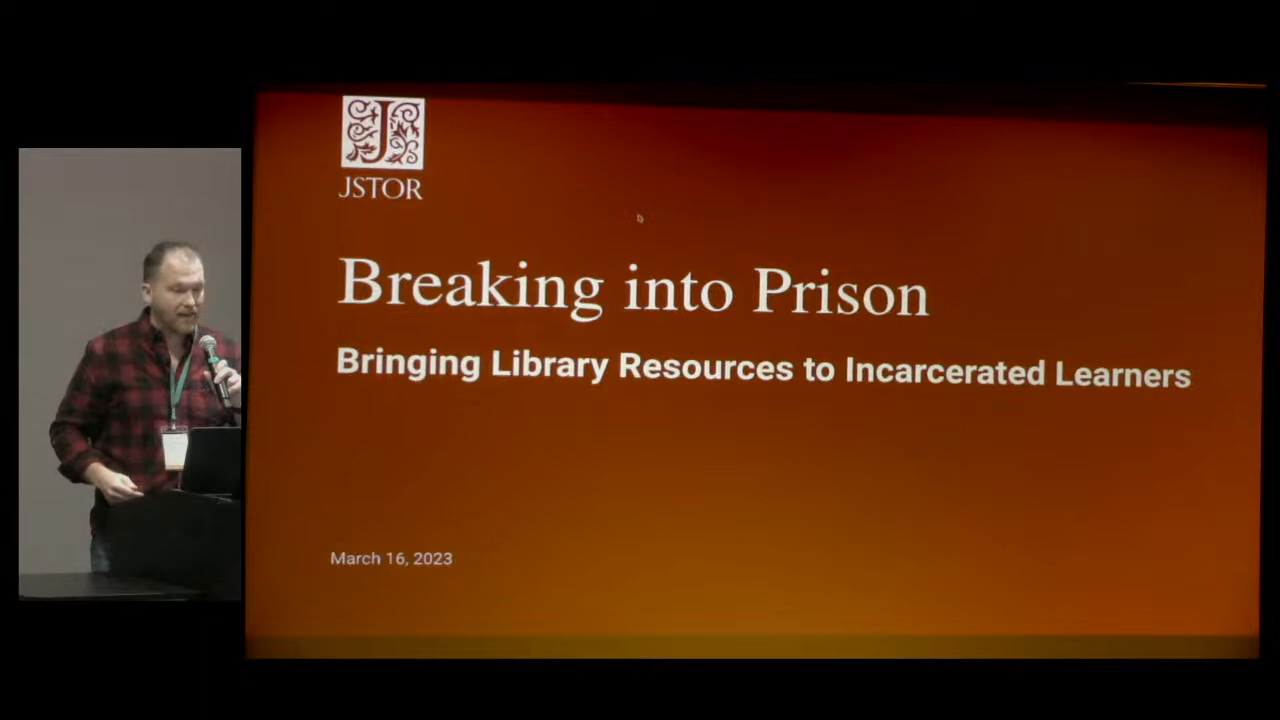 JSTOR
Breaking into Prison
Bringing Library Resources to Incarcerated Learners
March 16, 2023